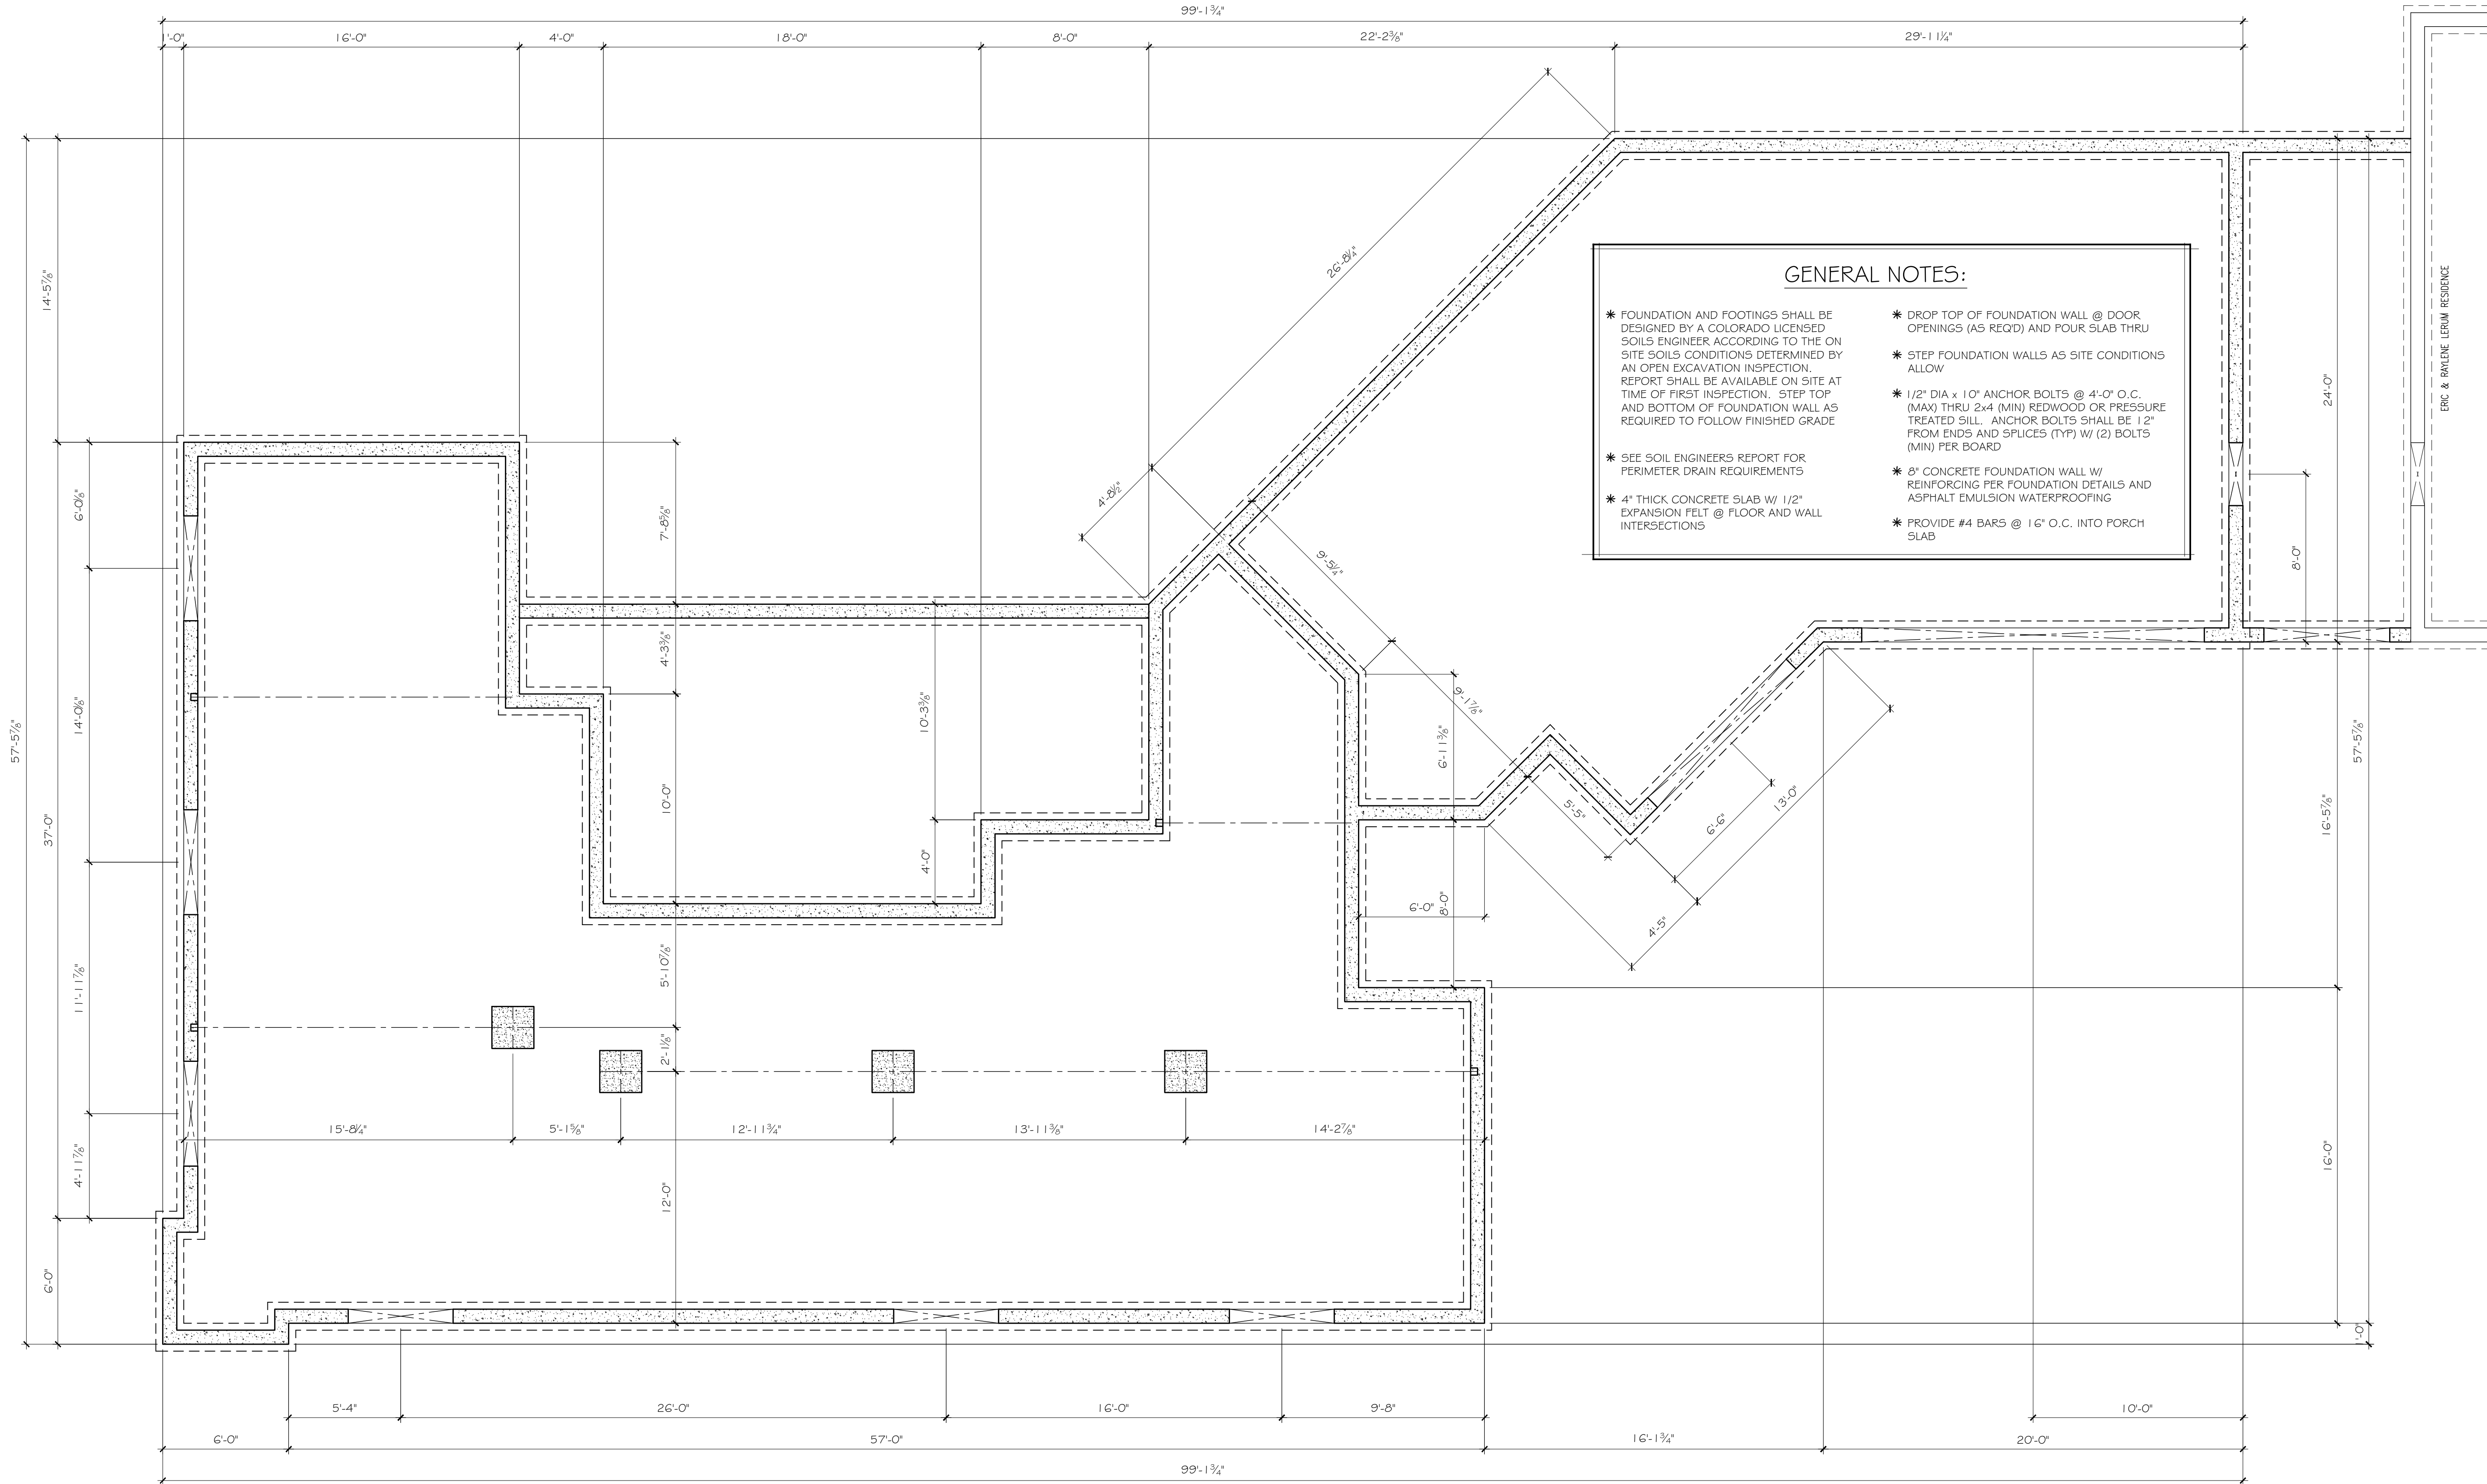 99'-1¾"
1'-0"
16'-0"
4'-0"
18'-0"
8'-0"
22'-2⅜"
29'-11¼"
14'-5⅞"
57'-5⅞"
37'-0"
6'-0"
6'-0⅛"
14'-0⅛"
11'-11⅞"
4'-11⅞"
7'-8⅝"
4'-3⅜"
10'-0"
5'-10⅞"
2'-1⅛"
12'-0"
10'-3⅜"
4'-0"
26'-8¼"
4'-8½"
9'-5¼"
9'-1⅞"
5'-5"
6'-11⅜"
8'-0"
6'-0"
4'-5"
6'-6"
13'-0"
GENERAL NOTES:
✳ FOUNDATION AND FOOTINGS SHALL BE
DESIGNED BY A COLORADO LICENSED
SOILS ENGINEER ACCORDING TO THE ON
SITE SOILS CONDITIONS DETERMINED BY
AN OPEN EXCAVATION INSPECTION.
REPORT SHALL BE AVAILABLE ON SITE AT
TIME OF FIRST INSPECTION. STEP TOP
AND BOTTOM OF FOUNDATION WALL AS
REQUIRED TO FOLLOW FINISHED GRADE
✳ SEE SOIL ENGINEERS REPORT FOR
PERIMETER DRAIN REQUIREMENTS
✳ 4" THICK CONCRETE SLAB W/ 1/2"
EXPANSION FELT @ FLOOR AND WALL
INTERSECTIONS
✳ DROP TOP OF FOUNDATION WALL @ DOOR
OPENINGS (AS REQ'D) AND POUR SLAB THRU
✳ STEP FOUNDATION WALLS AS SITE CONDITIONS
ALLOW
✳ 1/2" DIA x 10" ANCHOR BOLTS @ 4'-0" O.C.
(MAX) THRU 2x4 (MIN) REDWOOD OR PRESSURE
TREATED SILL. ANCHOR BOLTS SHALL BE 12"
FROM ENDS AND SPLICES (TYP) W/ (2) BOLTS
(MIN) PER BOARD
✳ 8" CONCRETE FOUNDATION WALL W/
REINFORCING PER FOUNDATION DETAILS AND
ASPHALT EMULSION WATERPROOFING
✳ PROVIDE #4 BARS @ 16" O.C. INTO PORCH
SLAB
8'-0"
24'-0"
57'-5⅞"
16'-5⅞"
16'-0"
1'-0"
ERIC & RAYLENE LERUM RESIDENCE
15'-8¼"
5'-1⅝"
12'-11¾"
13'-11⅜"
14'-2⅞"
5'-4"
26'-0"
16'-0"
9'-8"
10'-0"
6'-0"
57'-0"
16'-1¾"
20'-0"
99'-1¾"